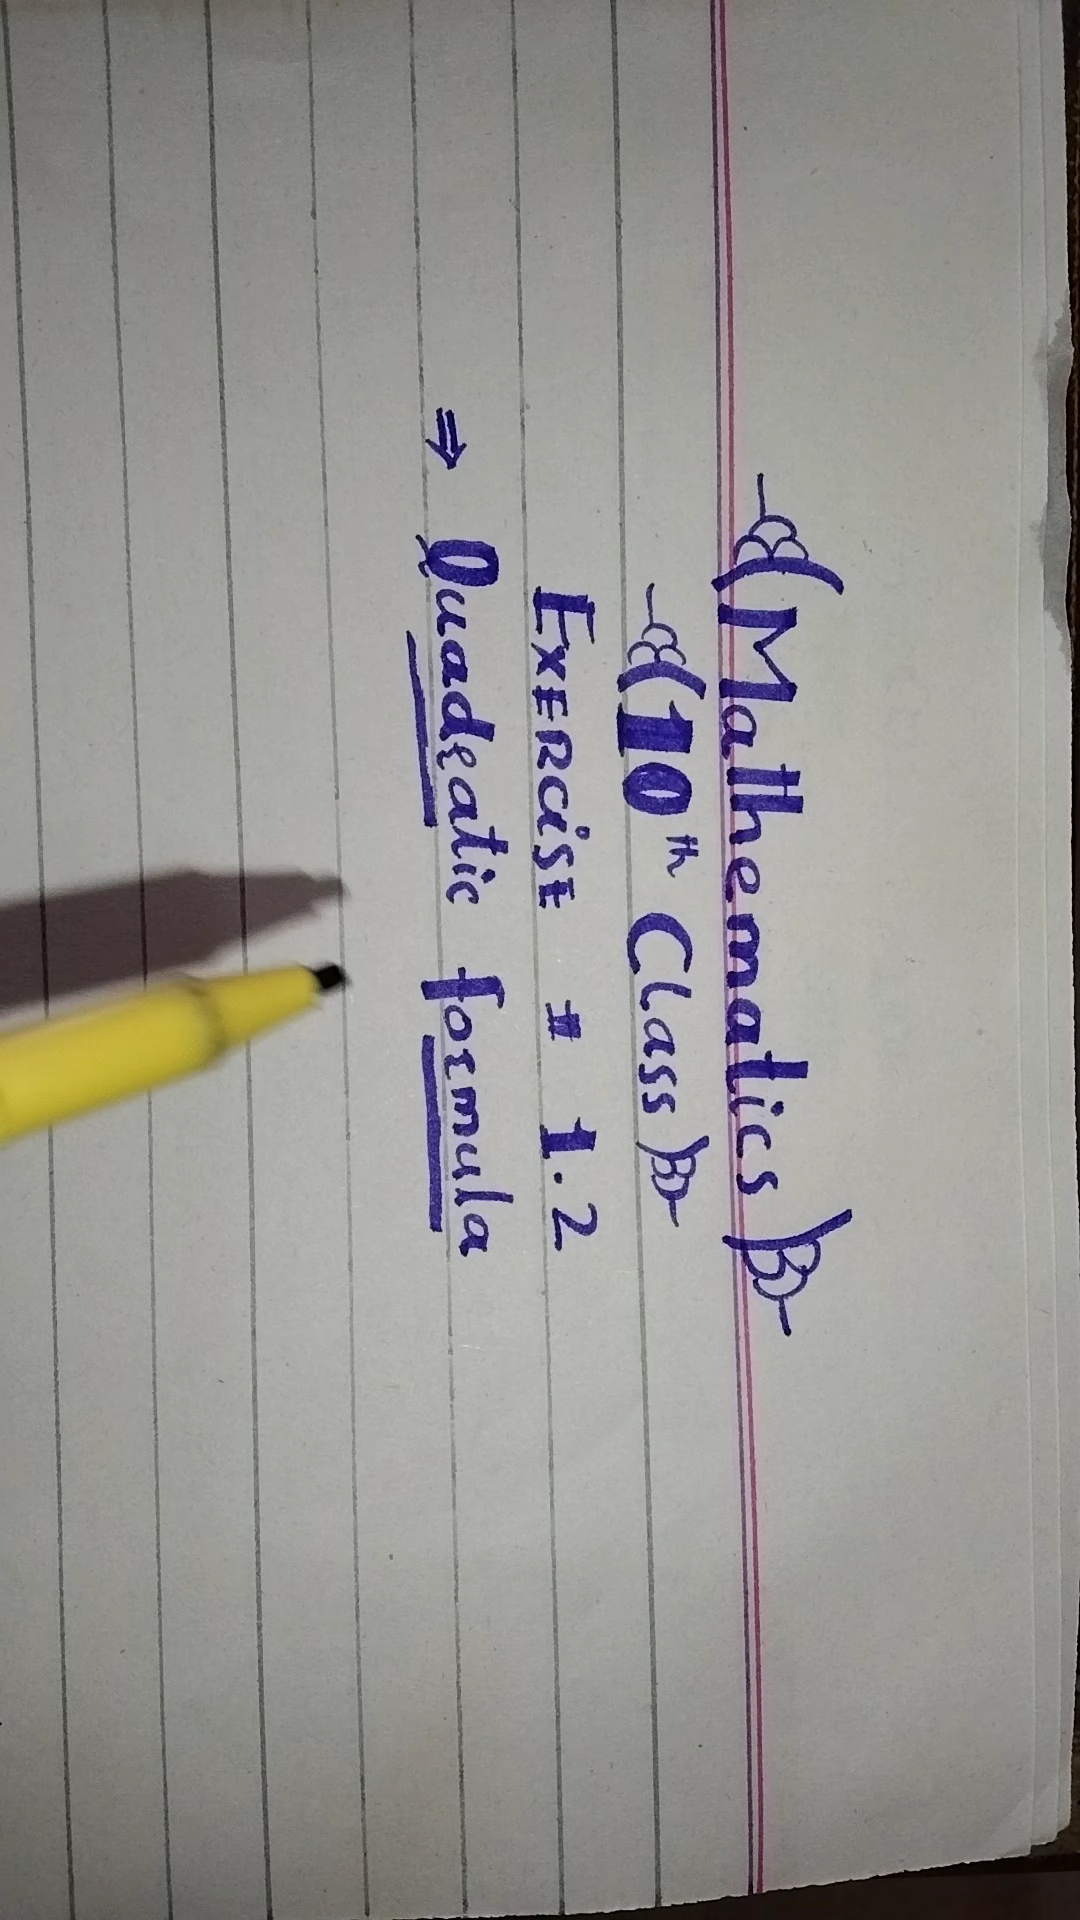 (Mathematics)
(10th Class)
Exercise # 1.2
⇒ Quadratic formula